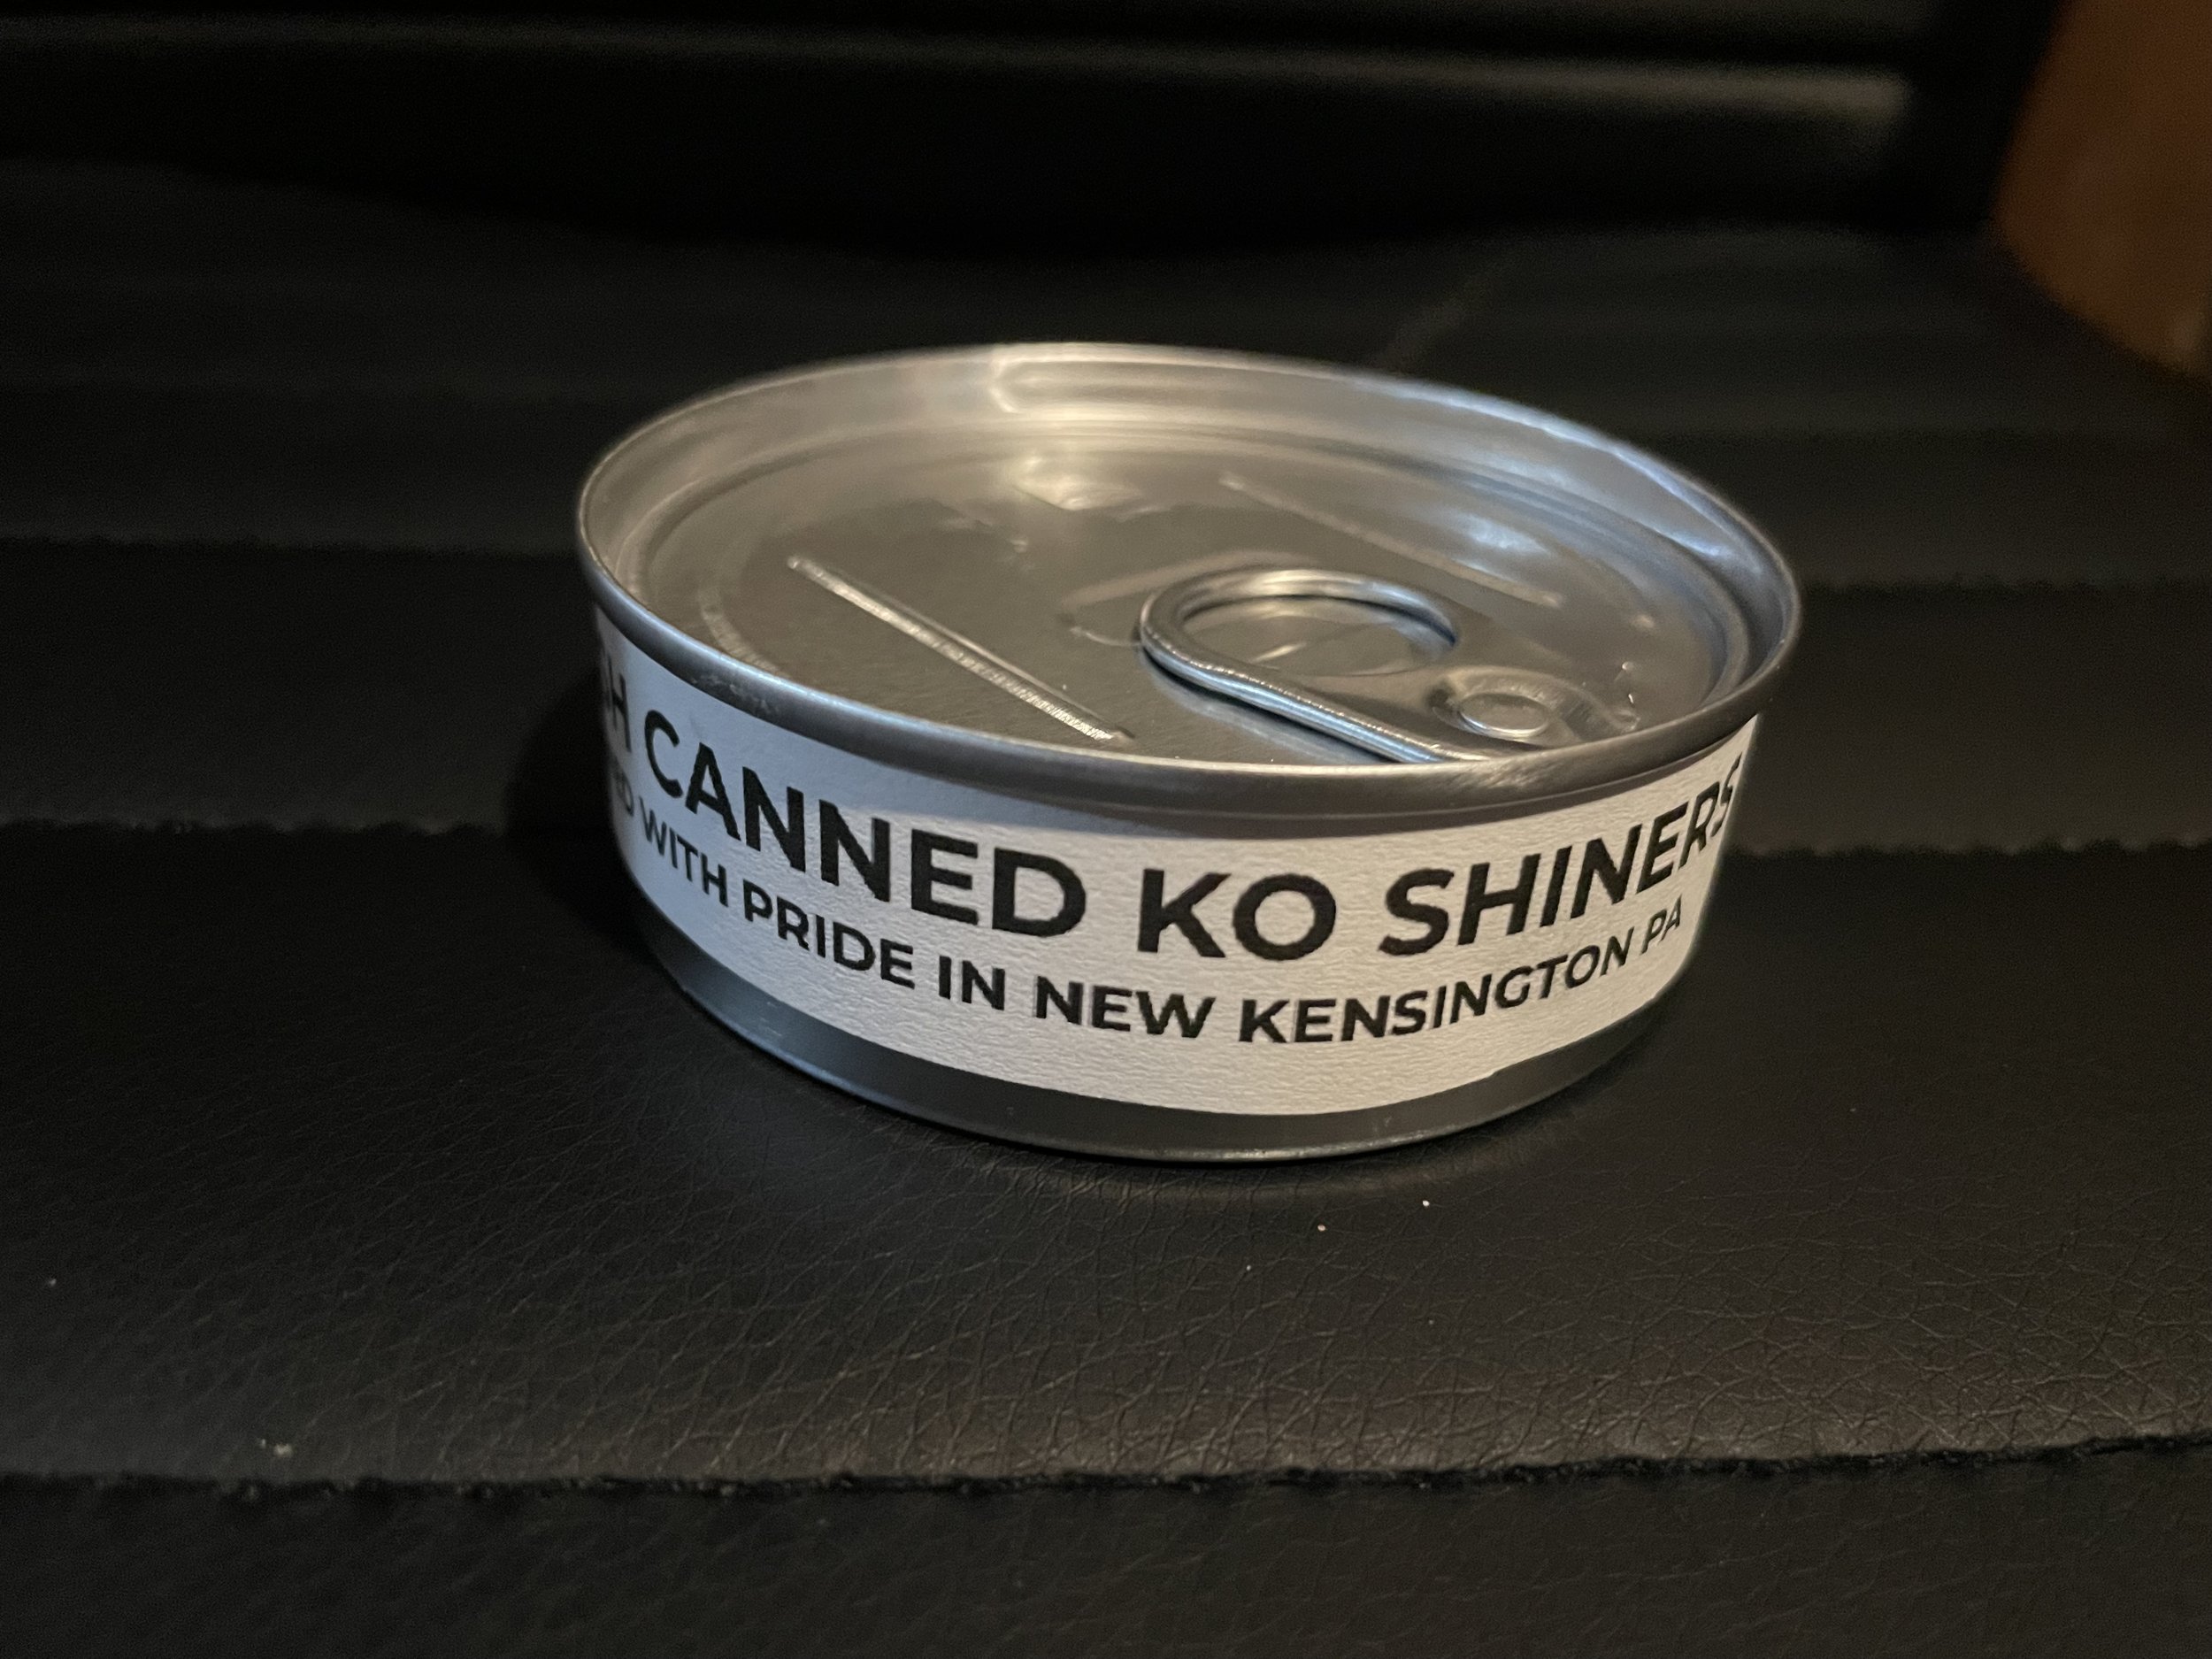 CANNED KO SHINERS
WITH PRIDE IN NEW KENSINGTON PA